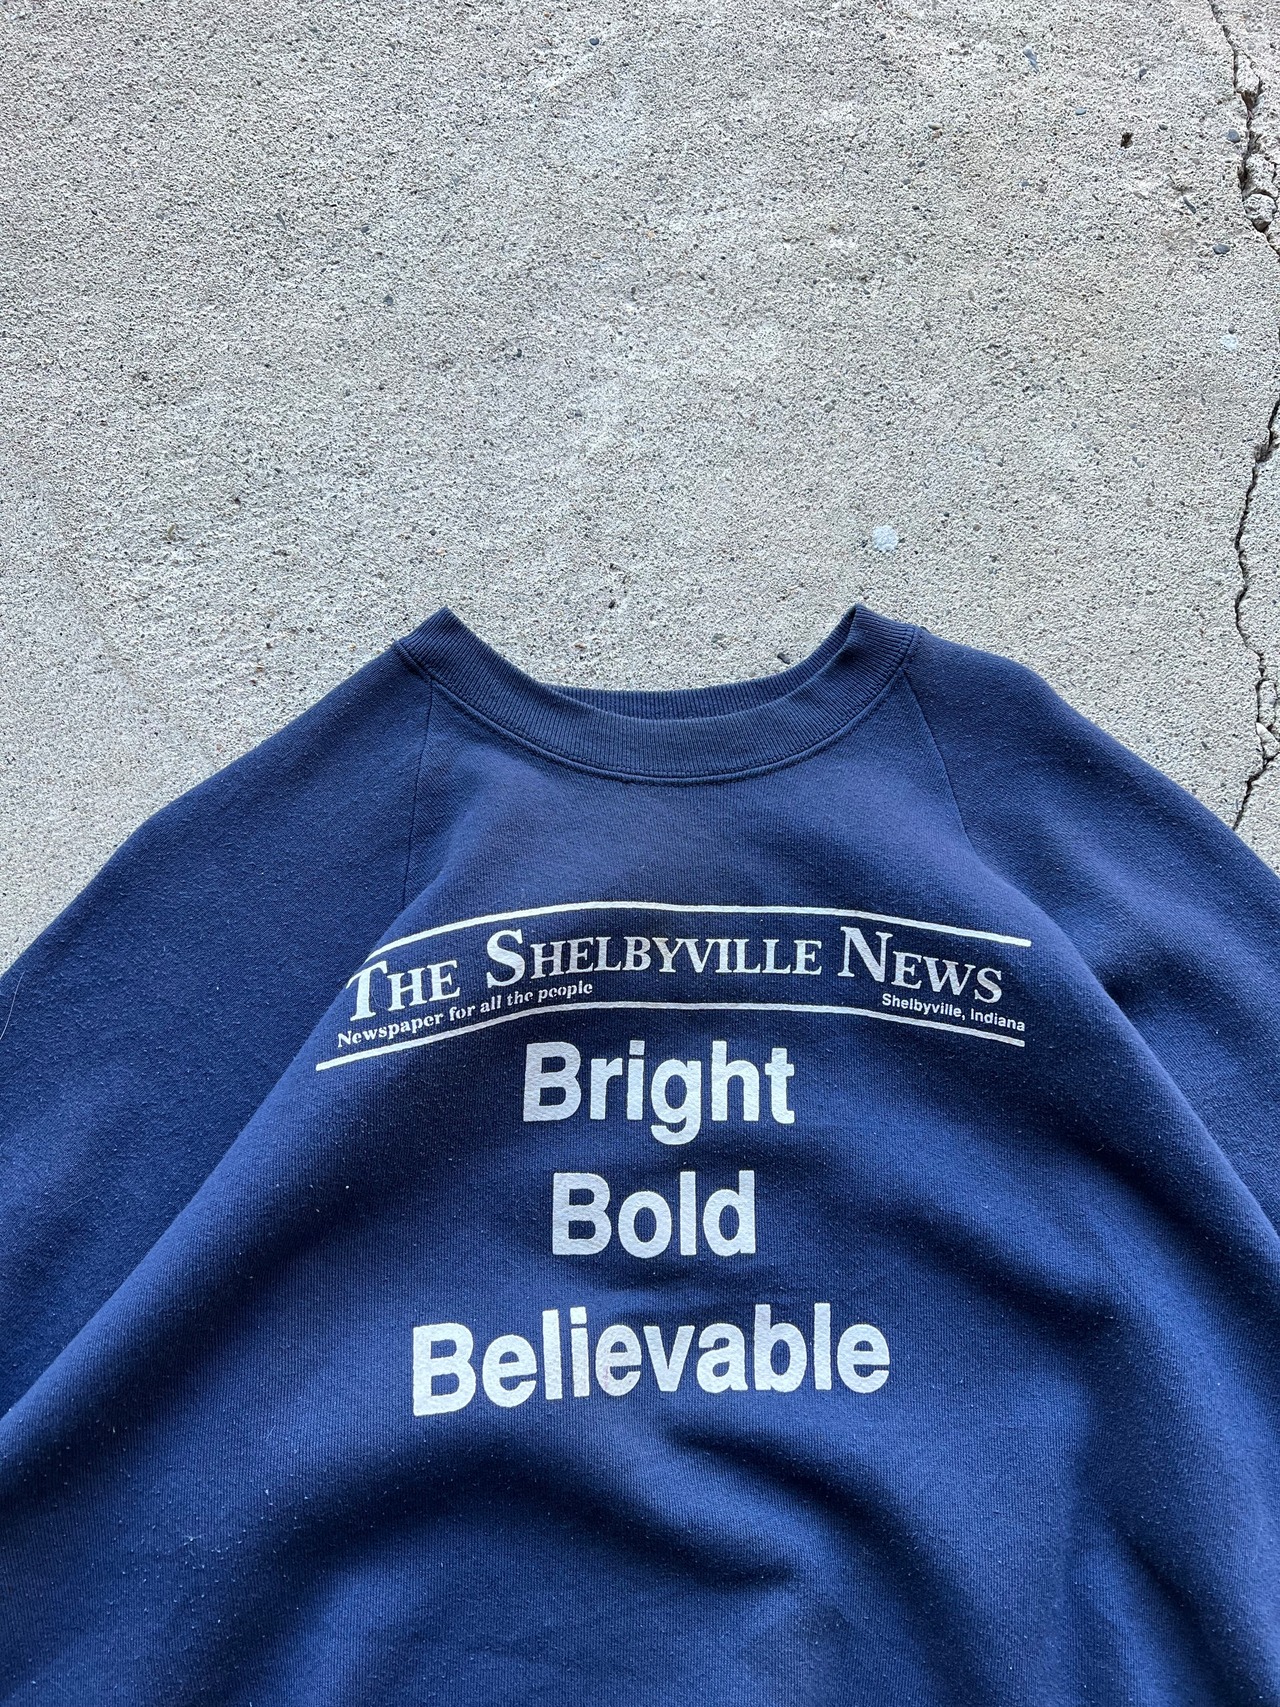 THE SHELBYVILLE NEWS
Newspaper for all the people
Shelbyville, Indiana
Bright
Bold
Believable